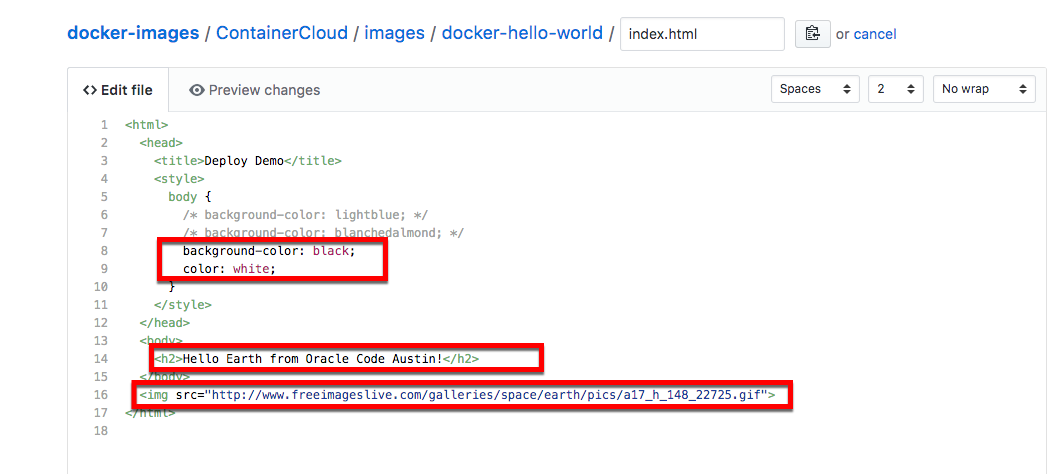 docker-images / ContainerCloud / images / docker-hello-world / index.html or cancel
<> Edit file Preview changes Spaces 2 No wrap
1 <html>
2 <head>
3 <title>Deploy Demo</title>
4 <style>
5 body {
6 /* background-color: lightblue; */
7 /* background-color: blanchedalmond; */
8 background-color: black;
9 color: white;
10 }
11 </style>
12 </head>
13 <body>
14 <h2>Hello Earth from Oracle Code Austin!</h2>
15 </body>
16 <img src="http://www.freeimageslive.com/galleries/space/earth/pics/a17_h_148_22725.gif">
17 </html>
18